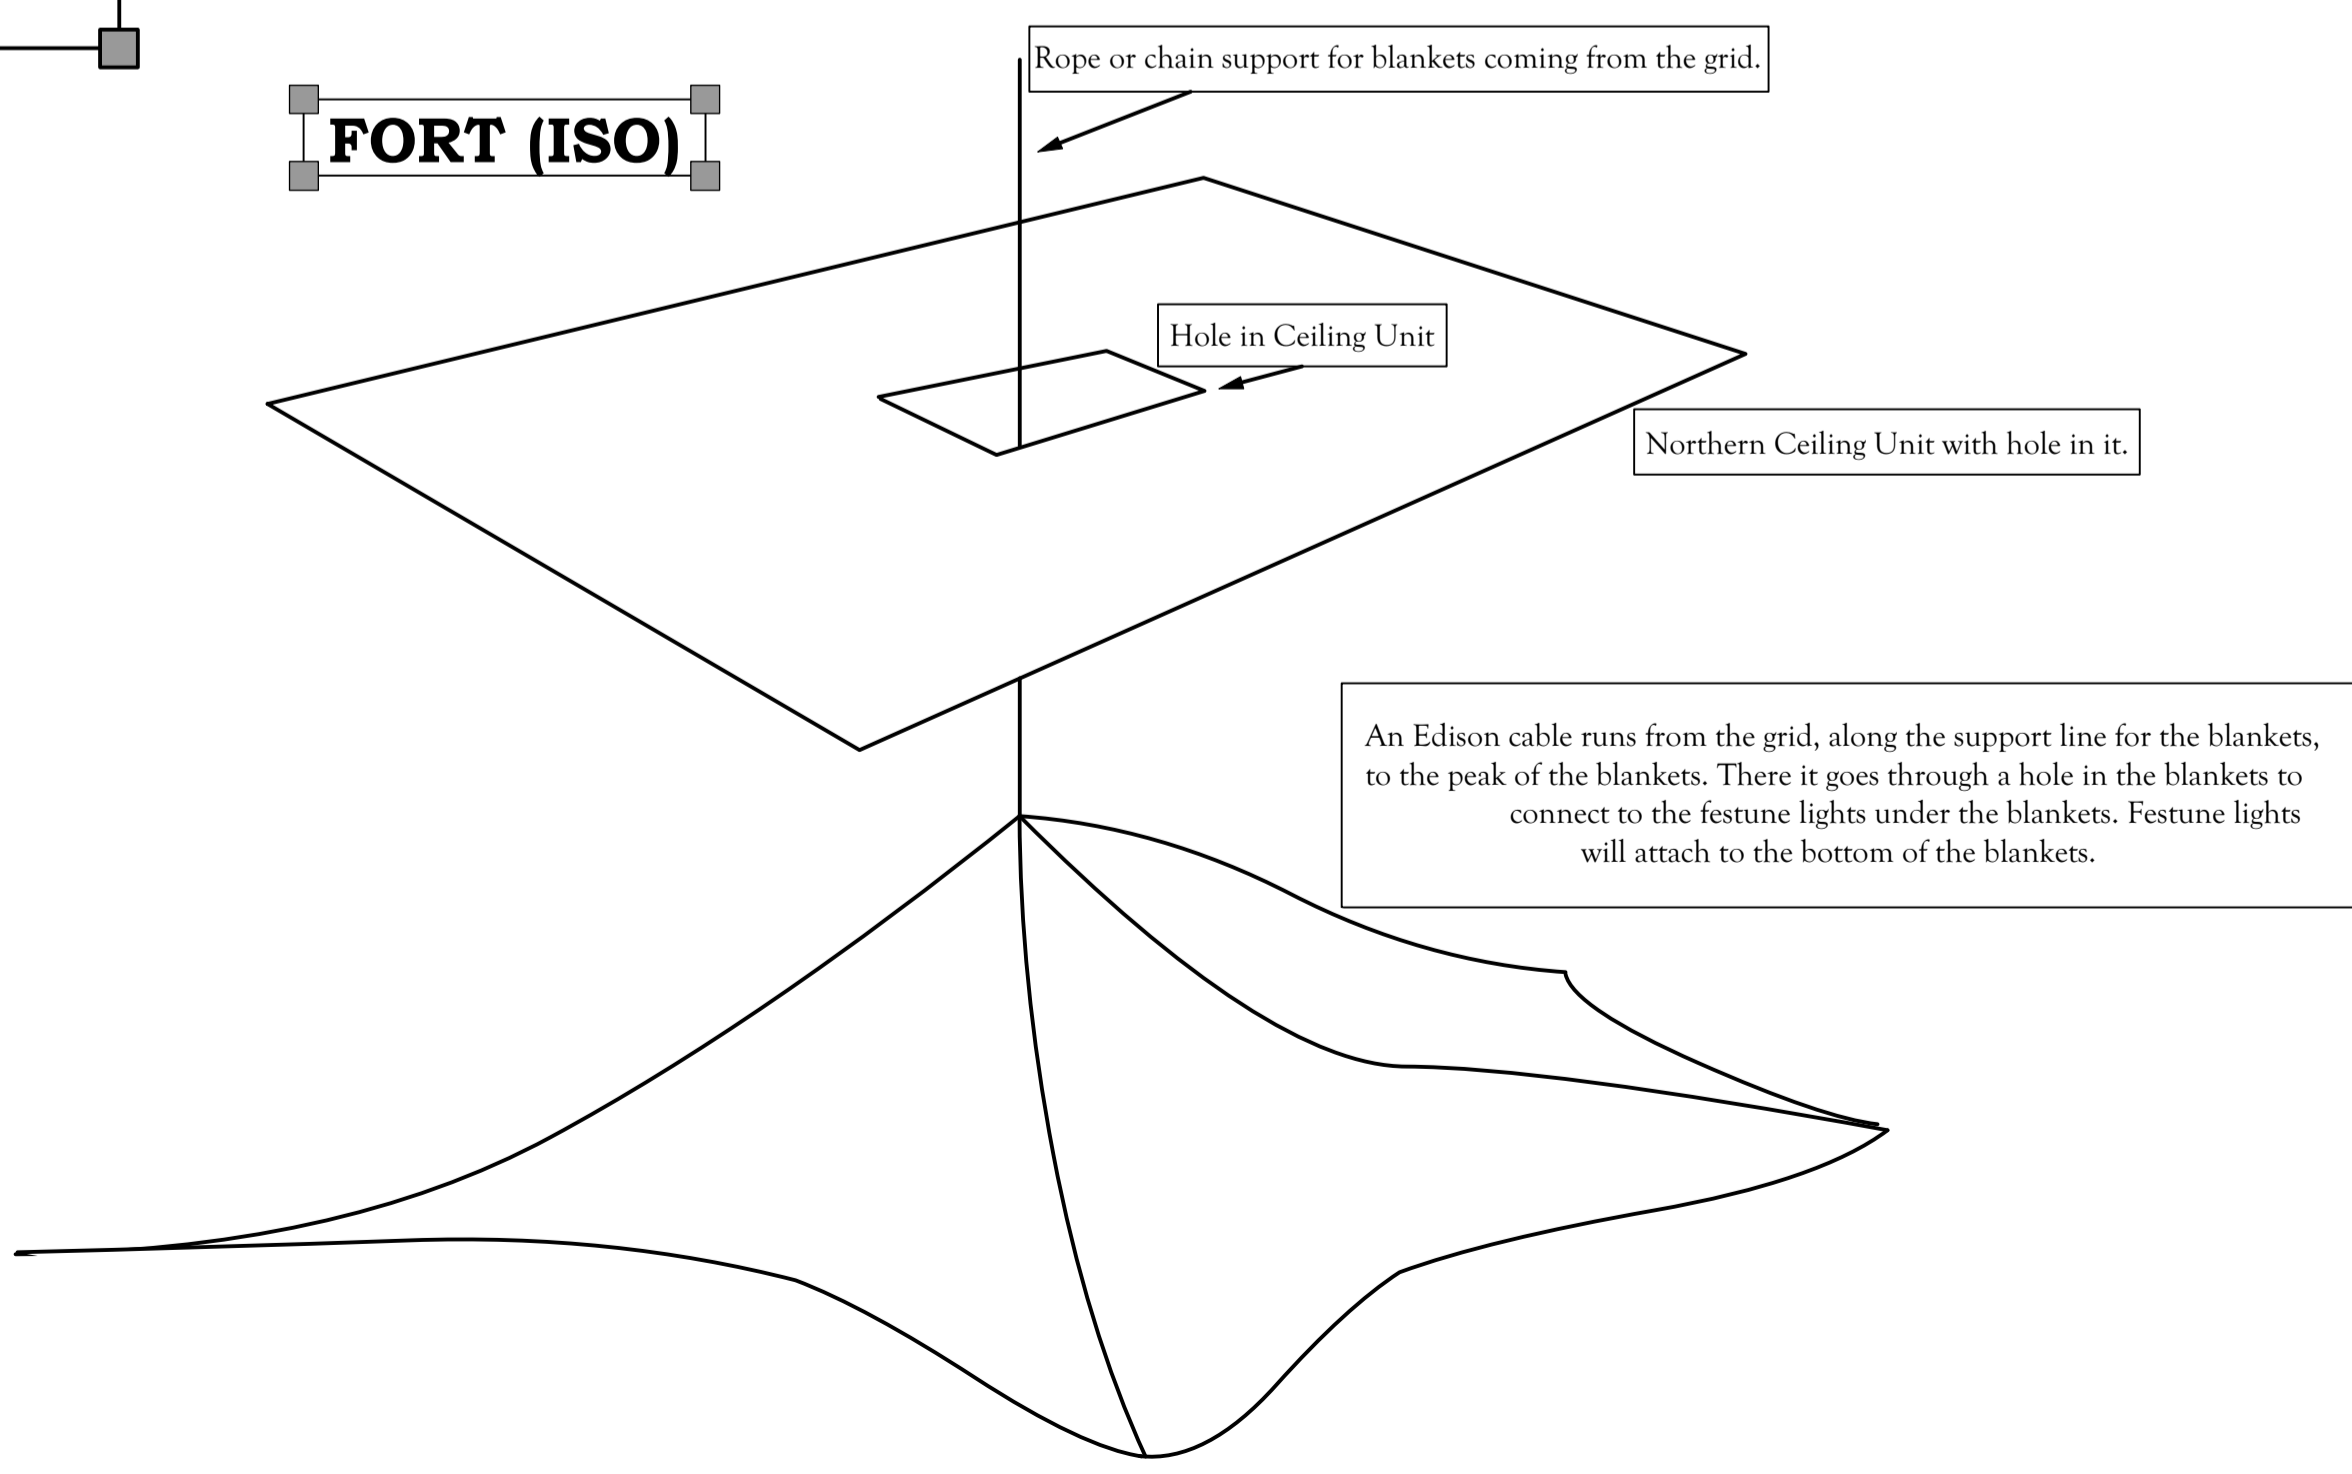 FORT (ISO)
Rope or chain support for blankets coming from the grid.
Hole in Ceiling Unit
Northern Ceiling Unit with hole in it.
An Edison cable runs from the grid, along the support line for the blankets,
to the peak of the blankets. There it goes through a hole in the blankets to
connect to the festune lights under the blankets. Festune lights
will attach to the bottom of the blankets.